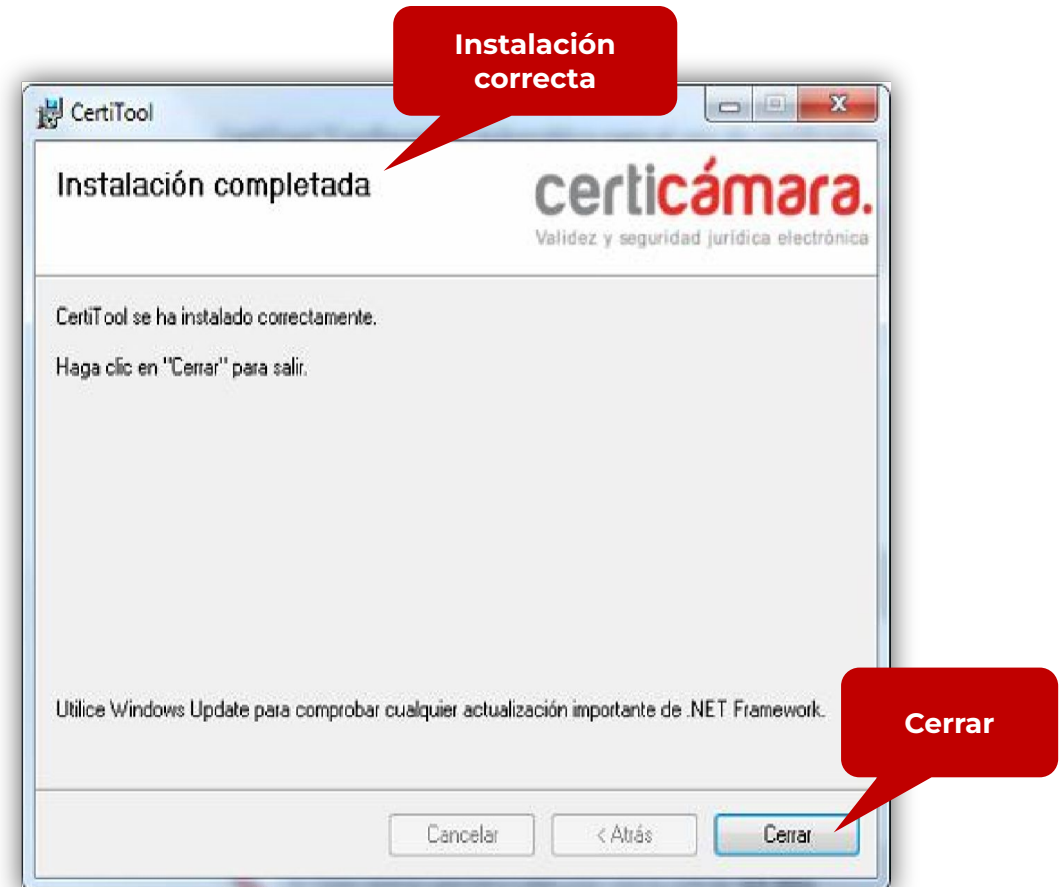 Instalación
correcta
CertiTool
Instalación completada
certicámara.
Validez y seguridad jurídica electrónica
CertiTool se ha instalado correctamente.
Haga clic en "Cerrar" para salir.
Utilice Windows Update para comprobar cualquier actualización importante de .NET Framework.
Cerrar
Cancelar
< Atrás
Cerrar